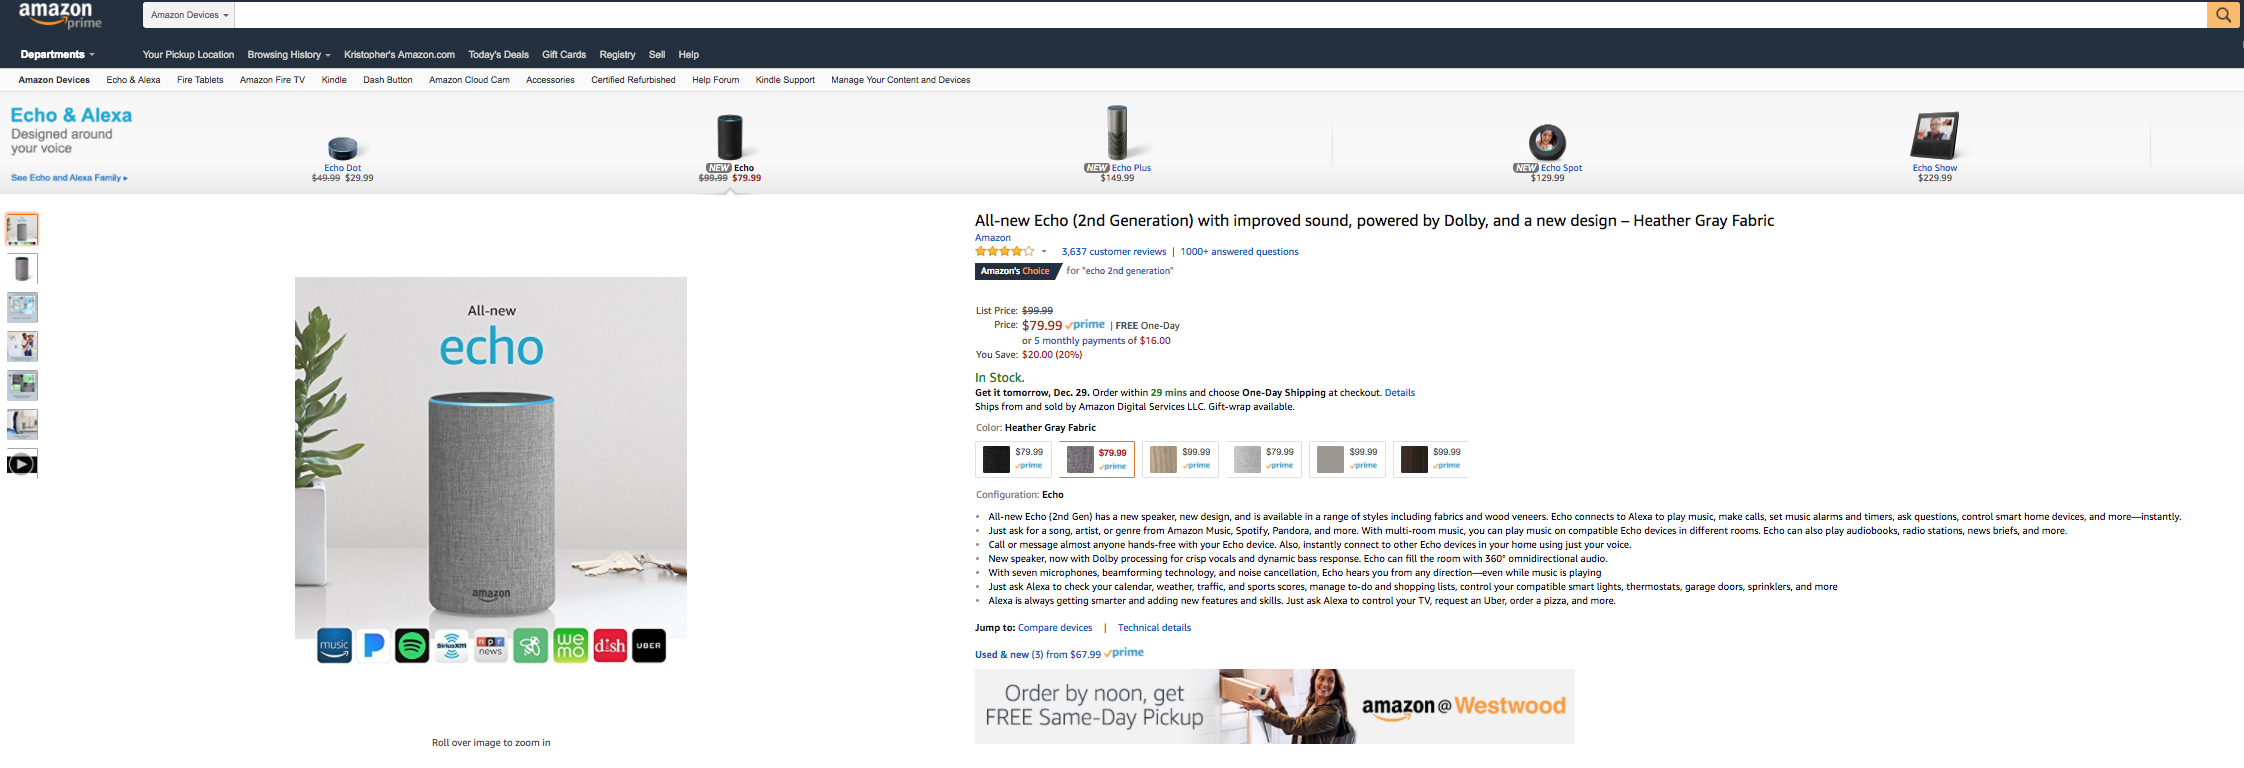 amazon
prime
Amazon Devices
Departments
Your Pickup Location Browsing History Kristopher's Amazon.com Today's Deals Gift Cards Registry Sell Help
Amazon Devices Echo & Alexa Fire Tablets Amazon Fire TV Kindle Dash Button Amazon Cloud Cam Accessories Certified Refurbished Help Forum Kindle Support Manage Your Content and Devices
Echo & Alexa
Designed around
your voice
See Echo and Alexa Family ▸
Echo Dot
$49.99 $29.99
NEW Echo
$99.99 $79.99
NEW Echo Plus
$149.99
NEW Echo Spot
$129.99
Echo Show
$229.99
All-new
echo
amazon
music
P
SiriusXM
npr
news
we
mo
dish
UBER
Roll over image to zoom in
All-new Echo (2nd Generation) with improved sound, powered by Dolby, and a new design – Heather Gray Fabric
Amazon
3,637 customer reviews | 1000+ answered questions
Amazon's Choice for "echo 2nd generation"
List Price: $99.99
Price: $79.99 prime | FREE One-Day
or 5 monthly payments of $16.00
You Save: $20.00 (20%)
In Stock.
Get it tomorrow, Dec. 29. Order within 29 mins and choose One-Day Shipping at checkout. Details
Ships from and sold by Amazon Digital Services LLC. Gift-wrap available.
Color: Heather Gray Fabric
$79.99 $79.99 $99.99 $79.99 $99.99 $99.99
prime prime prime prime prime prime
Configuration: Echo
• All-new Echo (2nd Gen) has a new speaker, new design, and is available in a range of styles including fabrics and wood veneers. Echo connects to Alexa to play music, make calls, set music alarms and timers, ask questions, control smart home devices, and more—instantly.
• Just ask for a song, artist, or genre from Amazon Music, Spotify, Pandora, and more. With multi-room music, you can play music on compatible Echo devices in different rooms. Echo can also play audiobooks, radio stations, news briefs, and more.
• Call or message almost anyone hands-free with your Echo device. Also, instantly connect to other Echo devices in your home using just your voice.
• New speaker, now with Dolby processing for crisp vocals and dynamic bass response. Echo can fill the room with 360° omnidirectional audio.
• With seven microphones, beamforming technology, and noise cancellation, Echo hears you from any direction—even while music is playing
• Just ask Alexa to check your calendar, weather, traffic, and sports scores, manage to-do and shopping lists, control your compatible smart lights, thermostats, garage doors, sprinklers, and more
• Alexa is always getting smarter and adding new features and skills. Just ask Alexa to control your TV, request an Uber, order a pizza, and more.
Jump to: Compare devices | Technical details
Used & new (3) from $67.99 prime
Order by noon, get
FREE Same-Day Pickup
amazon@Westwood